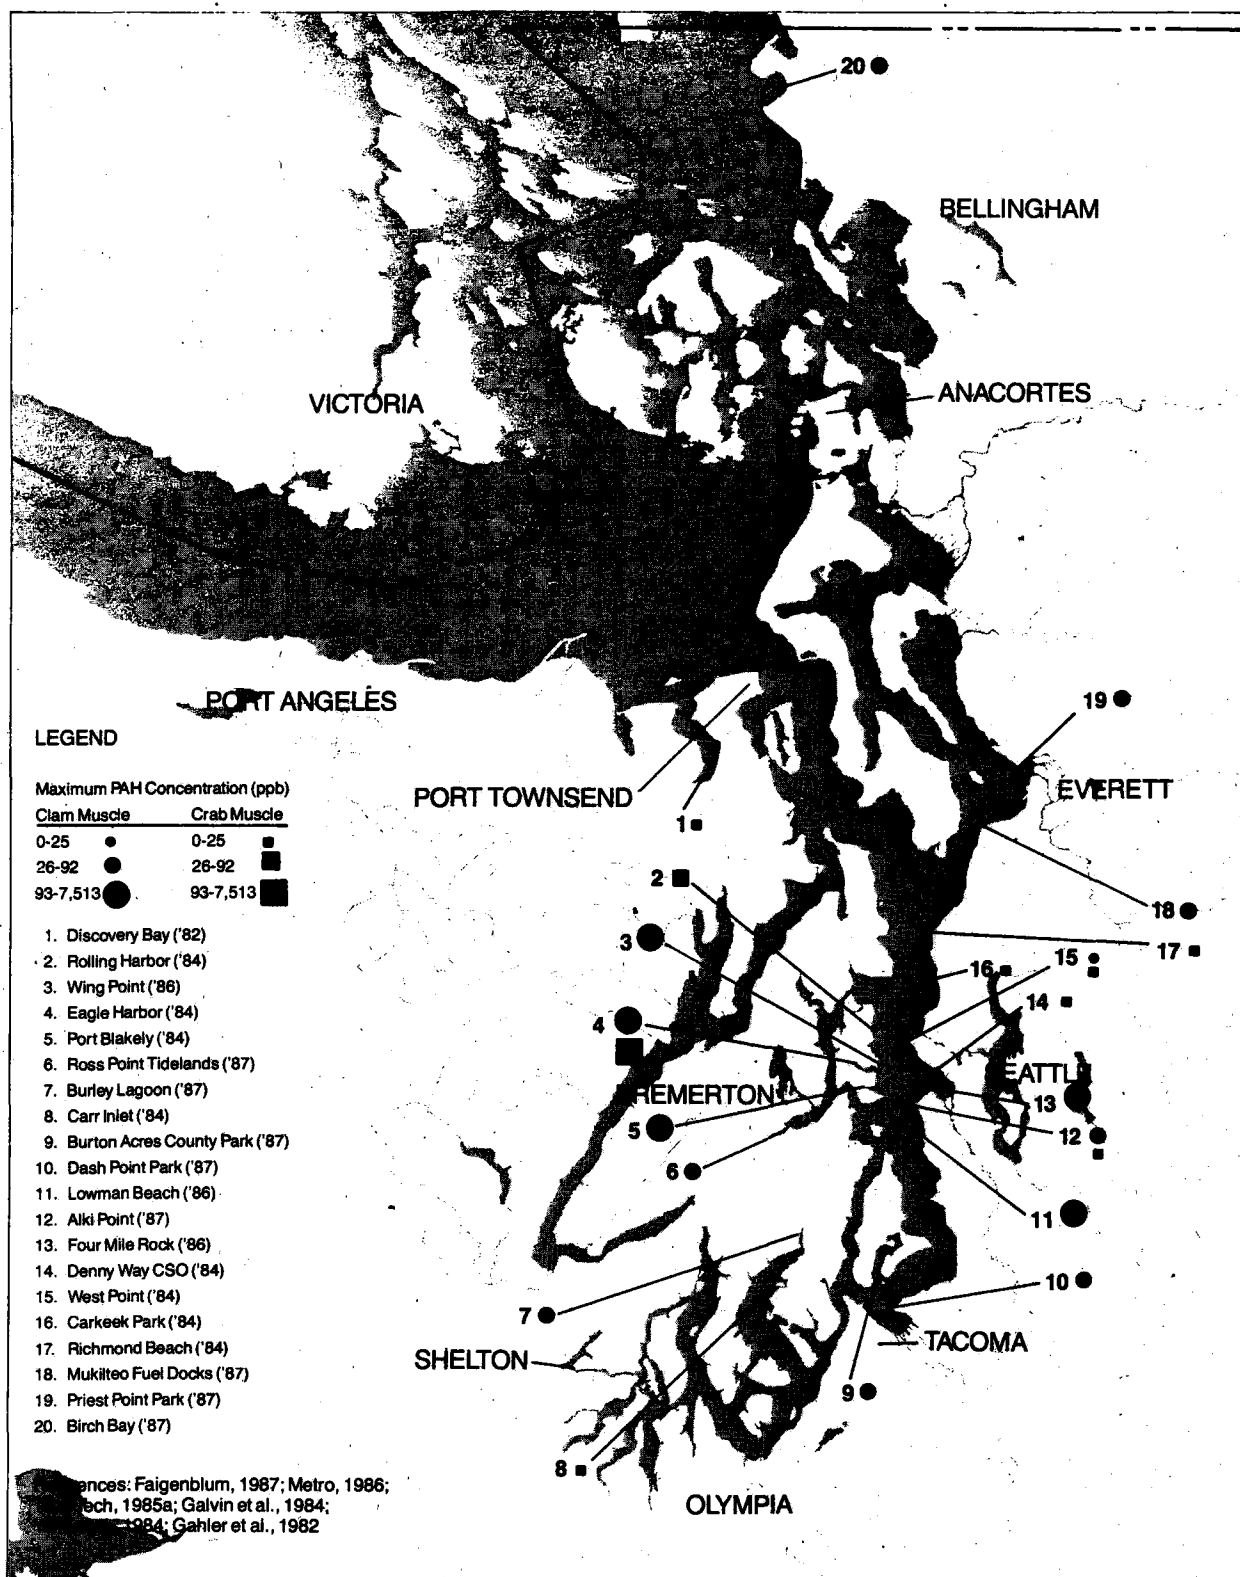 20
BELLINGHAM
ANACORTES
VICTORIA
PORT ANGELES
19
EVERETT
PORT TOWNSEND
1
2
18
3
17
15
16
14
4
SEATTLE
BREMERTON
13
5
12
6
11
10
7
TACOMA
SHELTON
9
8
OLYMPIA
LEGEND
Maximum PAH Concentration (ppb)
Clam Muscle Crab Muscle
0-25 0-25
26-92 26-92
93-7,513 93-7,513
1. Discovery Bay ('82)
2. Rolling Harbor ('84)
3. Wing Point ('86)
4. Eagle Harbor ('84)
5. Port Blakely ('84)
6. Ross Point Tidelands ('87)
7. Burley Lagoon ('87)
8. Carr Inlet ('84)
9. Burton Acres County Park ('87)
10. Dash Point Park ('87)
11. Lowman Beach ('86)
12. Alki Point ('87)
13. Four Mile Rock ('86)
14. Denny Way CSO ('84)
15. West Point ('84)
16. Carkeek Park ('84)
17. Richmond Beach ('84)
18. Mukilteo Fuel Docks ('87)
19. Priest Point Park ('87)
20. Birch Bay ('87)
ences: Faigenblum, 1987; Metro, 1986;
ech, 1985a; Galvin et al., 1984;
1984; Gahler et al., 1982